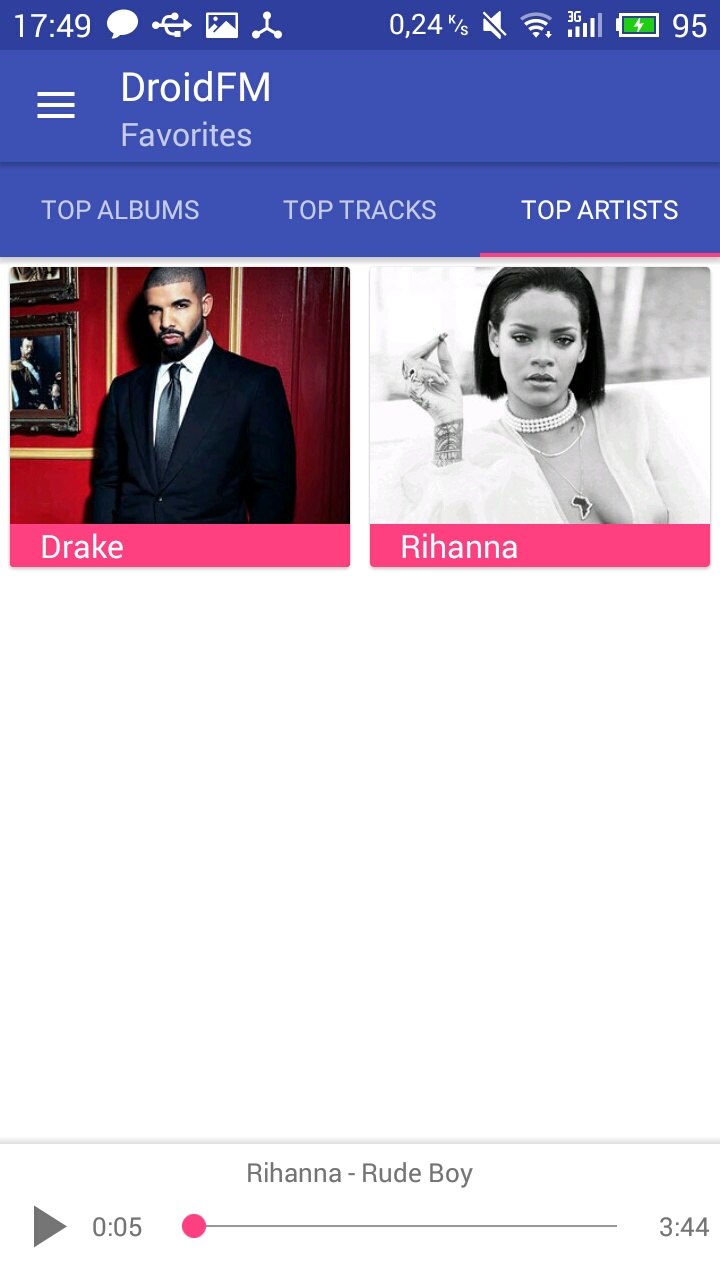 17:49 0,24 K/s 3G 95
DroidFM
Favorites
TOP ALBUMS TOP TRACKS TOP ARTISTS
Drake Rihanna
Rihanna - Rude Boy
0:05 3:44